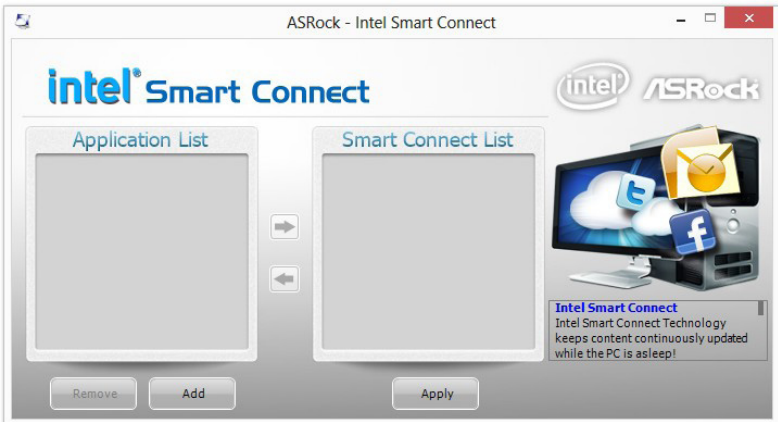 ASRock - Intel Smart Connect
intel® Smart Connect
intel® ASRock
Application List
Smart Connect List
Intel Smart Connect
Intel Smart Connect Technology
keeps content continuously updated
while the PC is asleep!
Remove
Add
Apply